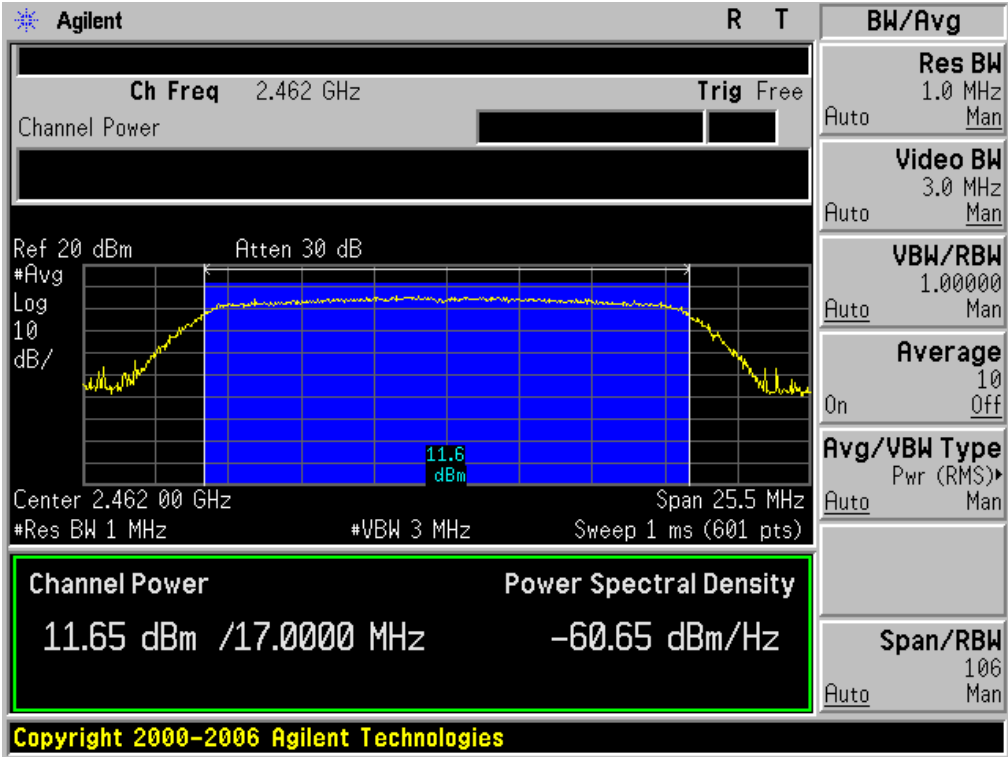 Agilent R T
Ch Freq 2.462 GHz Trig Free
Channel Power
Ref 20 dBm Atten 30 dB
#Avg
Log
10
dB/
11.6
dBm
Center 2.462 00 GHz Span 25.5 MHz
#Res BW 1 MHz #VBW 3 MHz Sweep 1 ms (601 pts)
Channel Power Power Spectral Density
11.65 dBm /17.0000 MHz -60.65 dBm/Hz
Copyright 2000-2006 Agilent Technologies
BW/Avg
Res BW
1.0 MHz
Auto Man
Video BW
3.0 MHz
Auto Man
VBW/RBW
1.00000
Auto Man
Average
10
On Off
Avg/VBW Type
Pwr (RMS)▸
Auto Man
Span/RBW
106
Auto Man